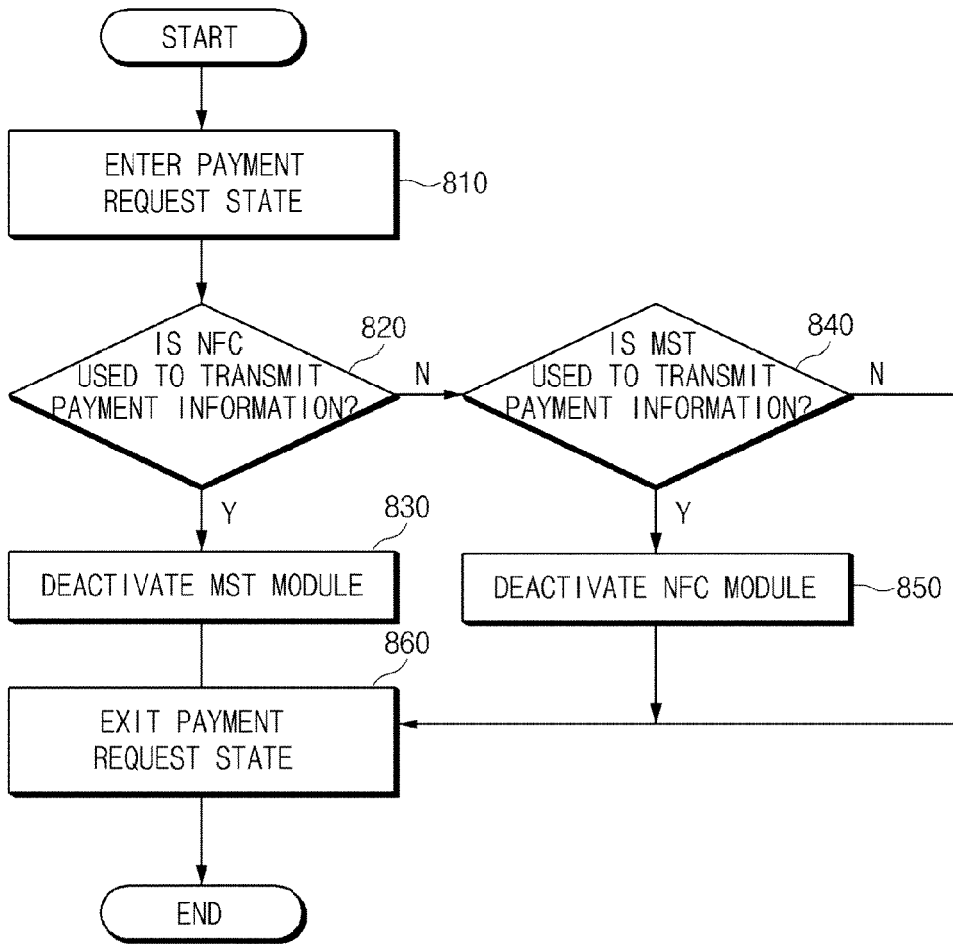 START
ENTER PAYMENT
REQUEST STATE
810
IS NFC
USED TO TRANSMIT
PAYMENT INFORMATION?
820
N
IS MST
USED TO TRANSMIT
PAYMENT INFORMATION?
840
N
Y
830
DEACTIVATE MST MODULE
Y
DEACTIVATE NFC MODULE
850
860
EXIT PAYMENT
REQUEST STATE
END